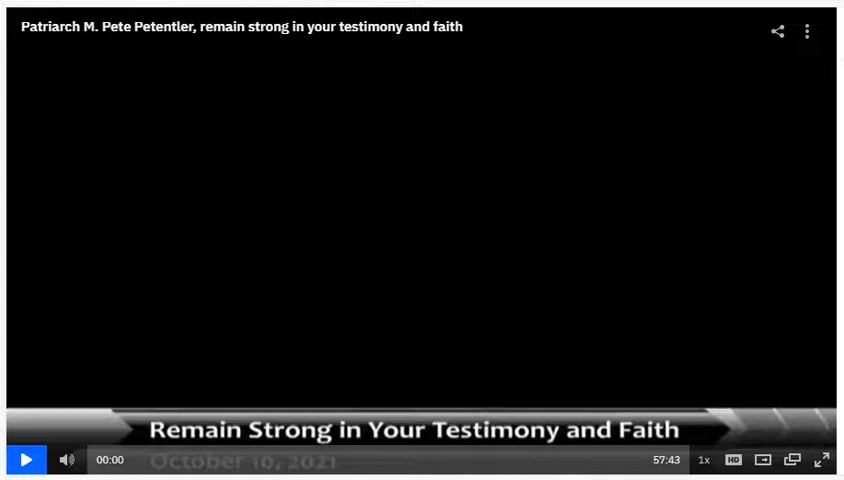 Patriarch M. Pete Petentler, remain strong in your testimony and faith
Remain Strong in Your Testimony and Faith
October 10, 2021
00:00
57:43
1x
HD